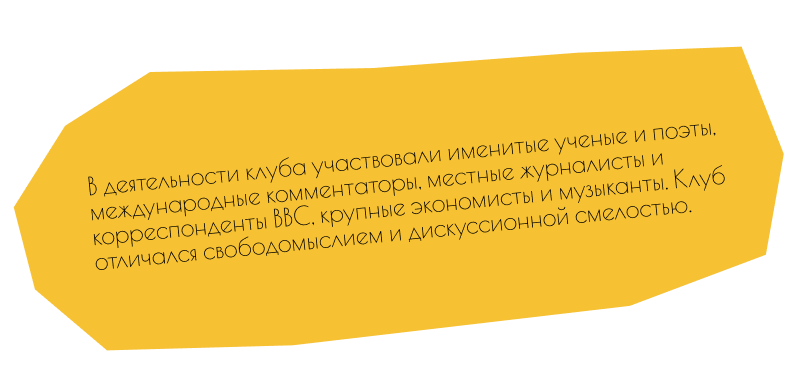 В деятельности клуба участвовали именитые ученые и поэты,
международные комментаторы, местные журналисты и
корреспонденты BBC, крупные экономисты и музыканты. Клуб
отличался свободомыслием и дискуссионной смелостью.